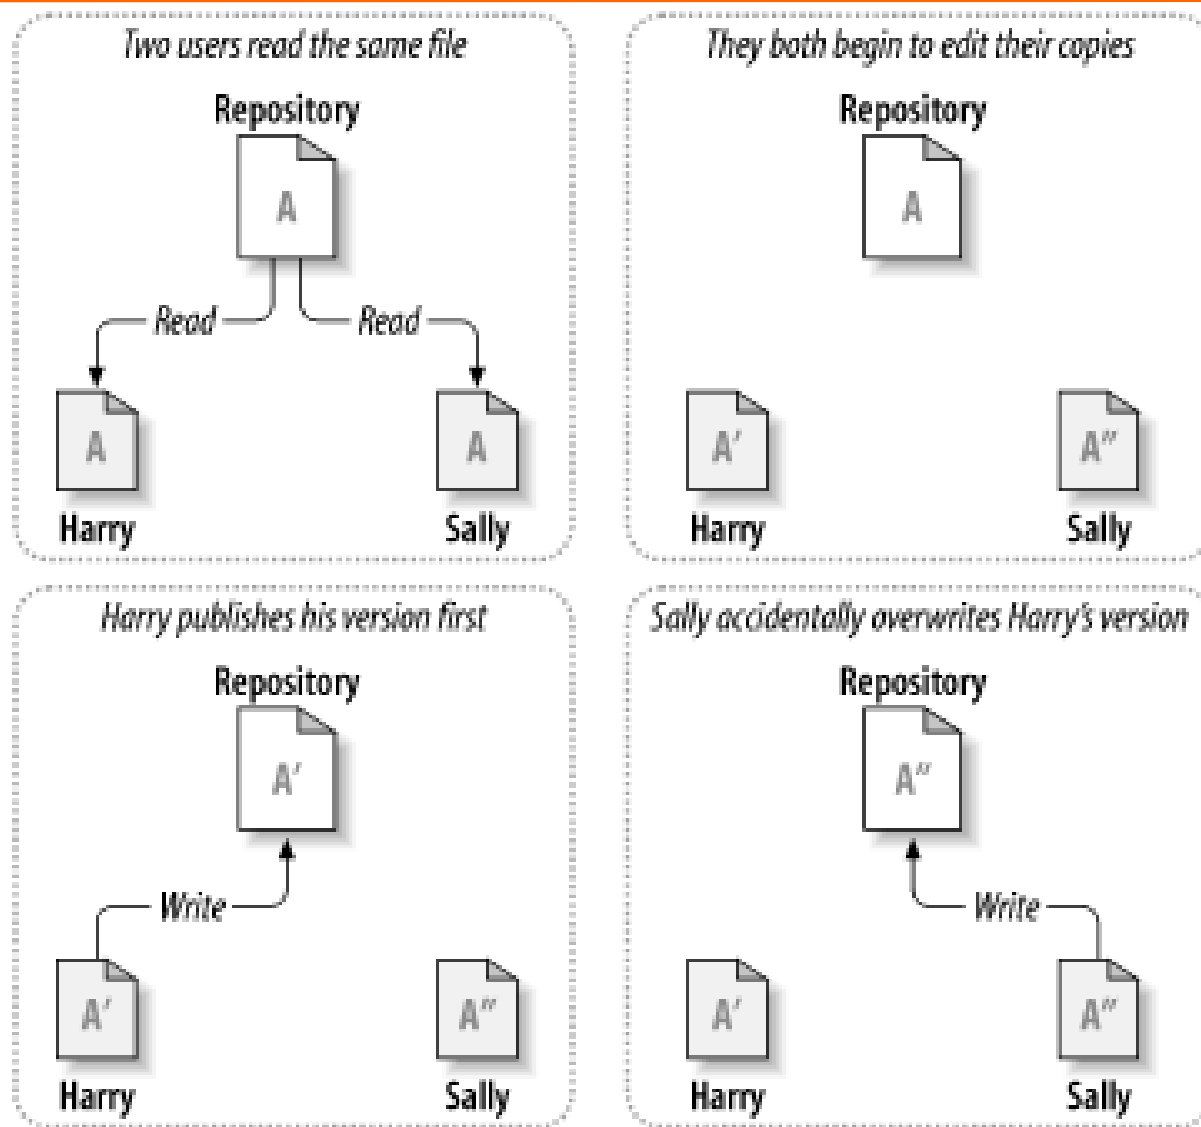 Two users read the same file
Repository
A
Read
Read
A
A
Harry
Sally
They both begin to edit their copies
Repository
A
A′
A″
Harry
Sally
Harry publishes his version first
Repository
A′
Write
A′
A″
Harry
Sally
Sally accidentally overwrites Harry's version
Repository
A″
Write
A′
A″
Harry
Sally